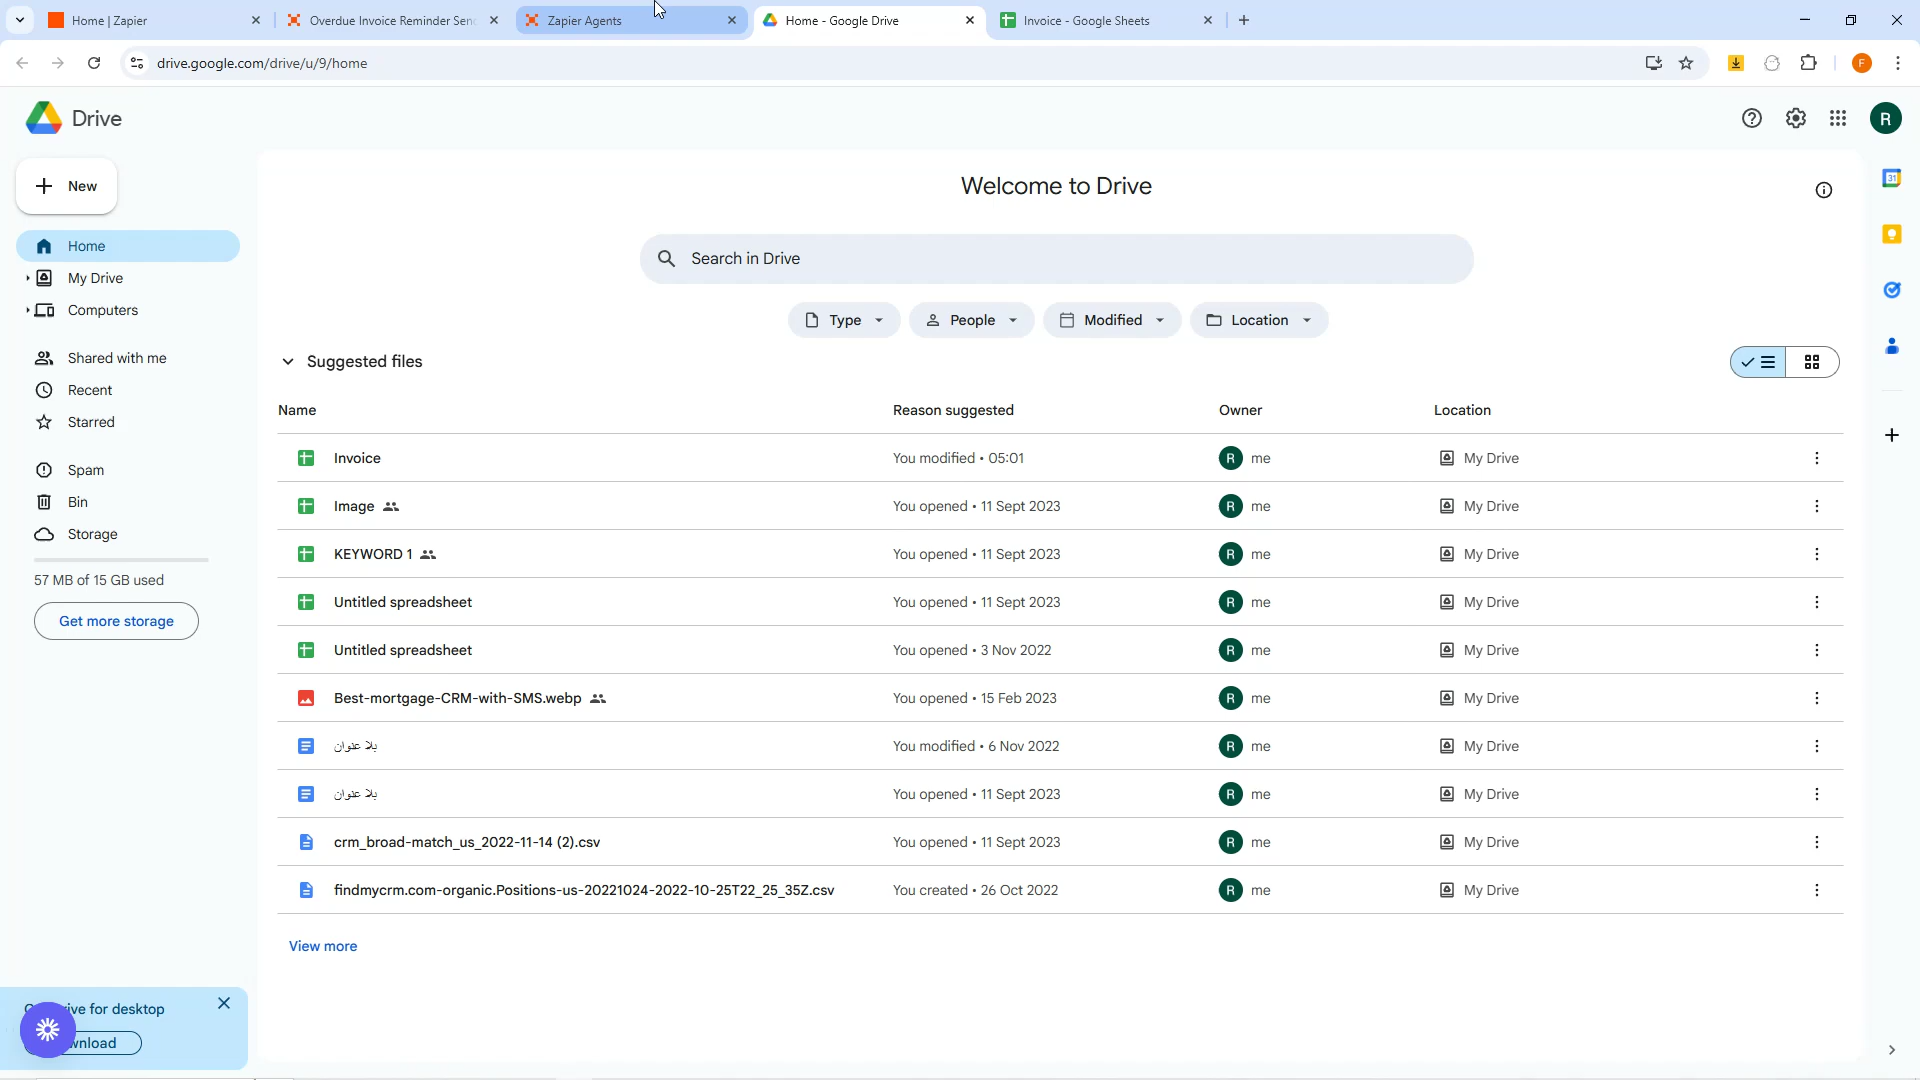 Home | Zapier
Overdue Invoice Reminder Sen
Zapier Agents
Home - Google Drive
Invoice - Google Sheets
drive.google.com/drive/u/9/home
F
Drive
R
New
Welcome to Drive
31
Home
Search in Drive
My Drive
Computers
Type
People
Modified
Location
Shared with me
Suggested files
Recent
Name
Reason suggested
Owner
Location
Starred
Invoice
You modified • 05:01
R
me
My Drive
Spam
Bin
Image
You opened • 11 Sept 2023
R
me
My Drive
Storage
KEYWORD 1
You opened • 11 Sept 2023
R
me
My Drive
57 MB of 15 GB used
Untitled spreadsheet
You opened • 11 Sept 2023
R
me
My Drive
Get more storage
Untitled spreadsheet
You opened • 3 Nov 2022
R
me
My Drive
Best-mortgage-CRM-with-SMS.webp
You opened • 15 Feb 2023
R
me
My Drive
بلا عنوان
You modified • 6 Nov 2022
R
me
My Drive
بلا عنوان
You opened • 11 Sept 2023
R
me
My Drive
crm_broad-match_us_2022-11-14 (2).csv
You opened • 11 Sept 2023
R
me
My Drive
findmycrm.com-organic.Positions-us-20221024-2022-10-25T22_25_35Z.csv
You created • 26 Oct 2022
R
me
My Drive
View more
for desktop